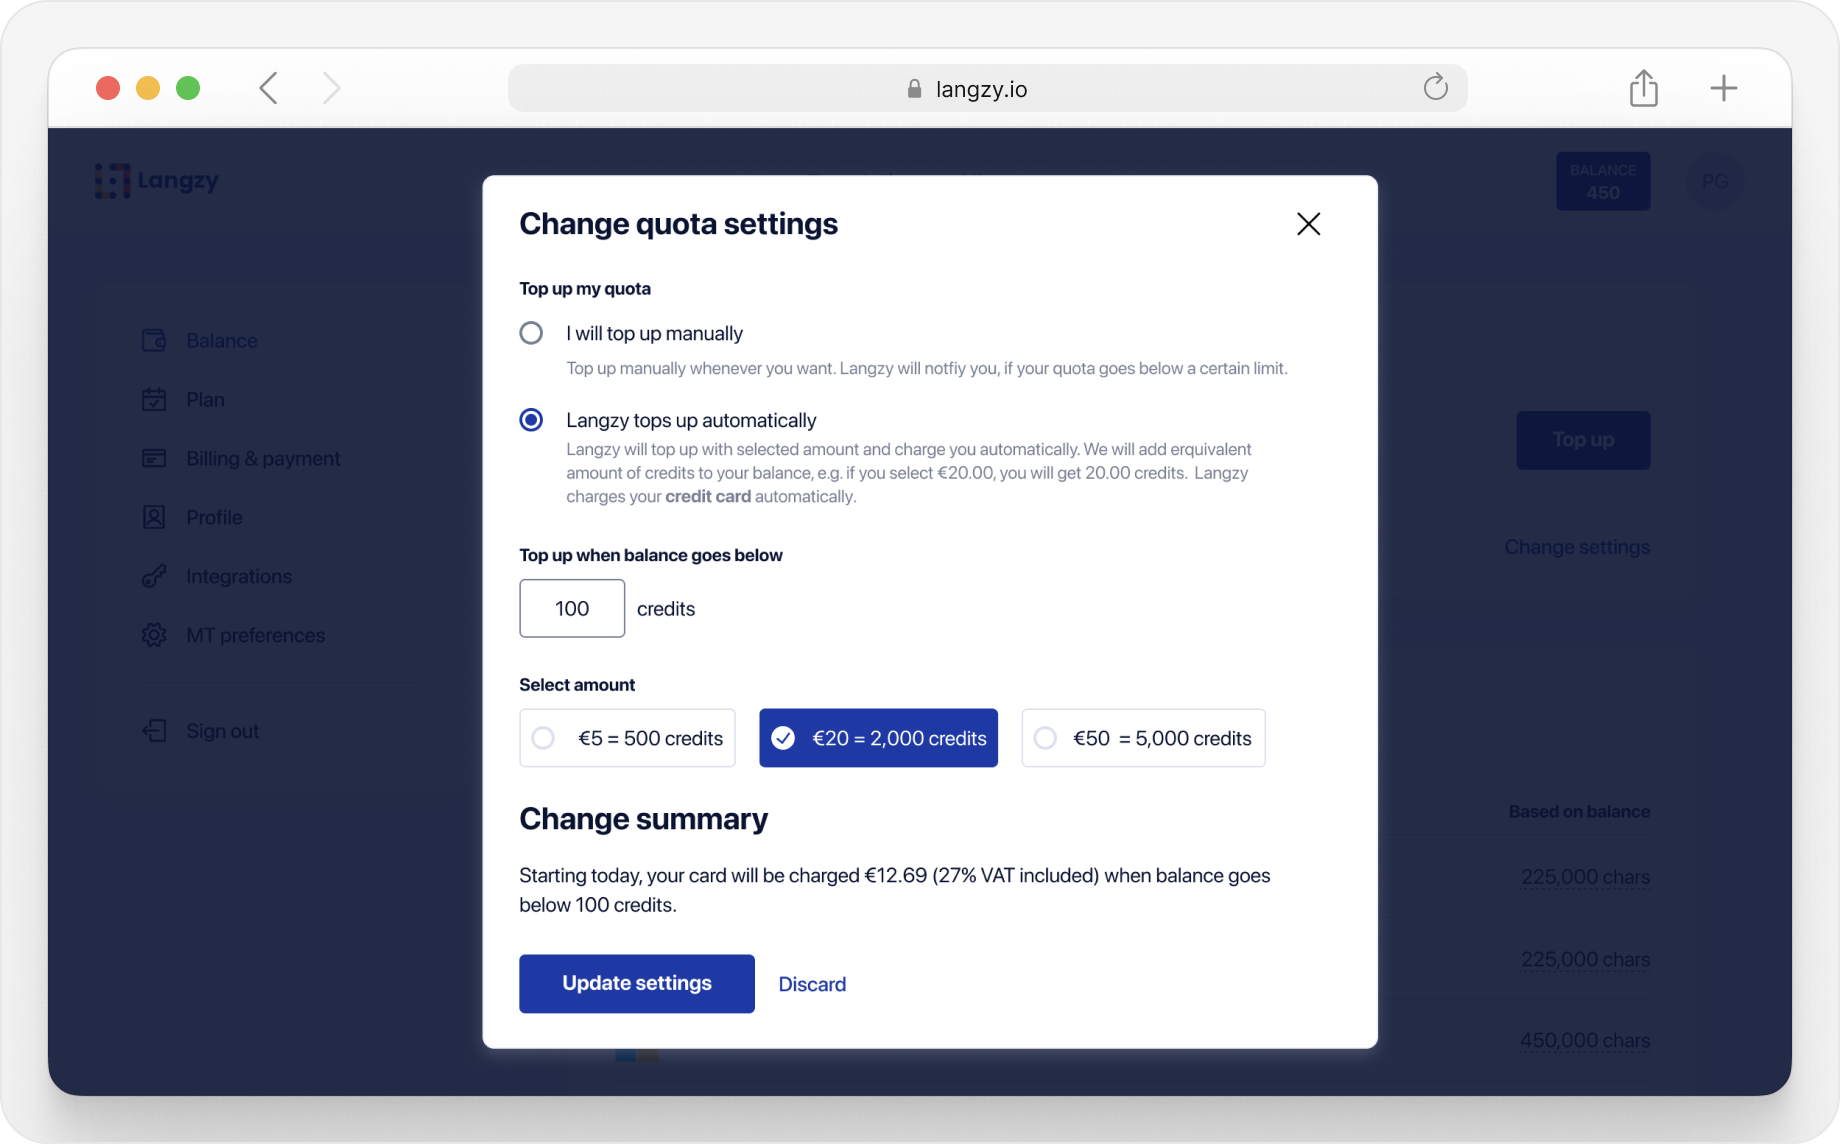 langzy.io
Langzy
BALANCE
450
PG
Balance
Plan
Billing & payment
Profile
Integrations
MT preferences
Sign out
Change quota settings
Top up my quota
I will top up manually
Top up manually whenever you want. Langzy will notfiy you, if your quota goes below a certain limit.
Langzy tops up automatically
Langzy will top up with selected amount and charge you automatically. We will add erquivalent
amount of credits to your balance, e.g. if you select €20.00, you will get 20.00 credits. Langzy
charges your credit card automatically.
Top up when balance goes below
100 credits
Select amount
€5 = 500 credits
€20 = 2,000 credits
€50 = 5,000 credits
Change summary
Starting today, your card will be charged €12.69 (27% VAT included) when balance goes
below 100 credits.
Update settings
Discard
Top up
Change settings
Based on balance
225,000 chars
225,000 chars
450,000 chars